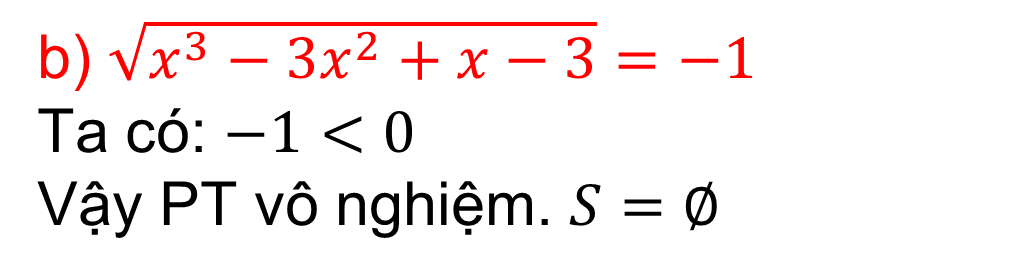 b) √(x³ − 3x² + x − 3) = −1
Ta có: −1 < 0
Vậy PT vô nghiệm. S = ∅